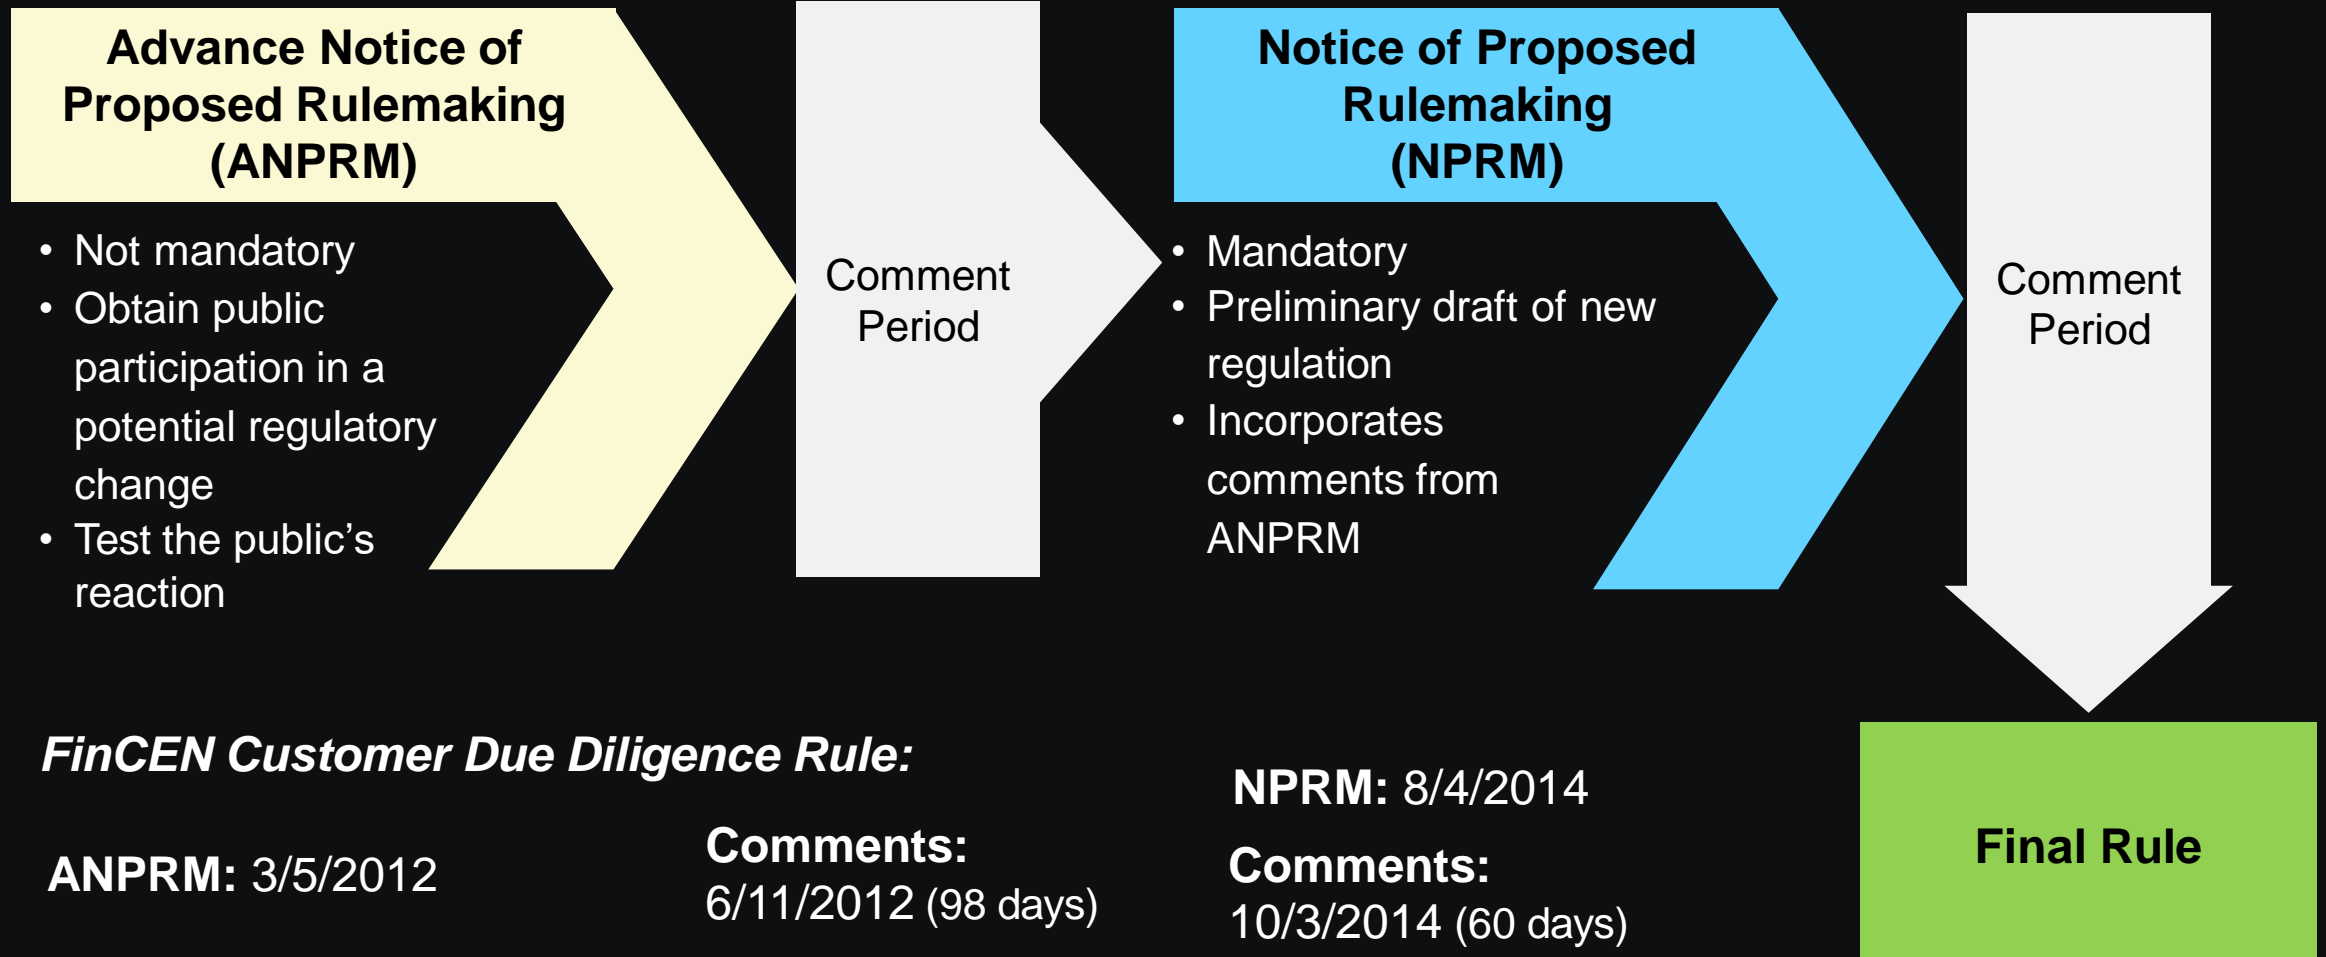 Advance Notice of
Proposed Rulemaking
(ANPRM)
• Not mandatory
• Obtain public
participation in a
potential regulatory
change
• Test the public’s
reaction
Comment
Period
Notice of Proposed
Rulemaking
(NPRM)
• Mandatory
• Preliminary draft of new
regulation
• Incorporates
comments from
ANPRM
Comment
Period
FinCEN Customer Due Diligence Rule:
ANPRM: 3/5/2012
Comments:
6/11/2012 (98 days)
NPRM: 8/4/2014
Comments:
10/3/2014 (60 days)
Final Rule